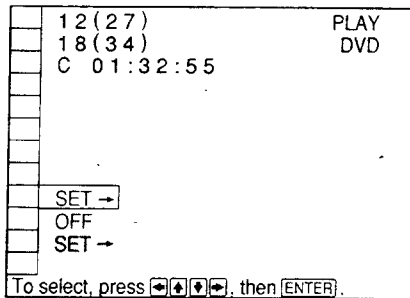 12(27) PLAY
18(34) DVD
C 01:32:55
SET →
OFF
SET →
To select, press ←↑↓→, then ENTER.